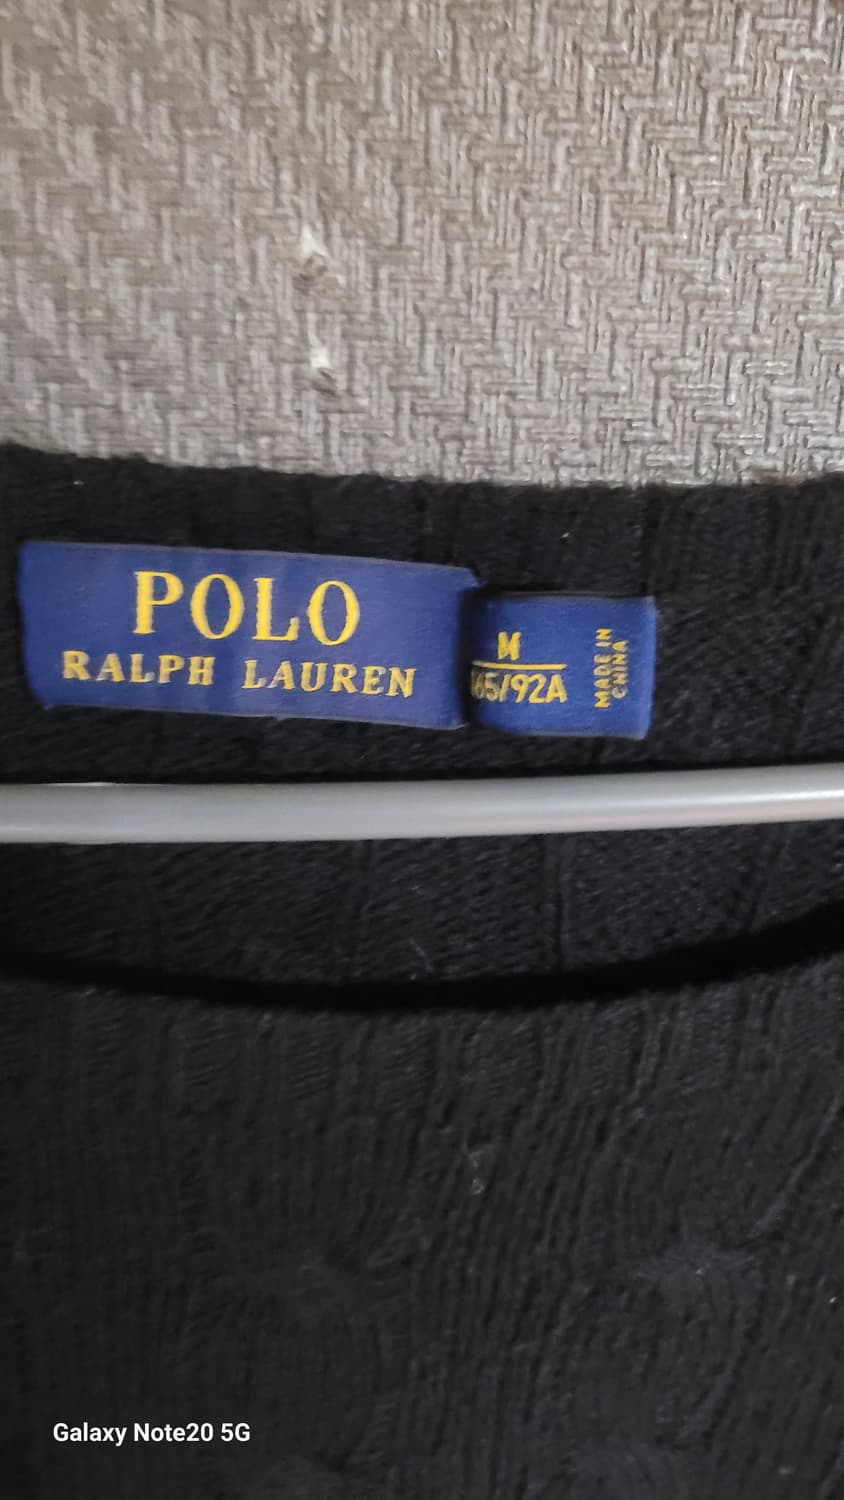 POLO
RALPH LAUREN
M
65/92A
MADE IN
CHINA
Galaxy Note20 5G